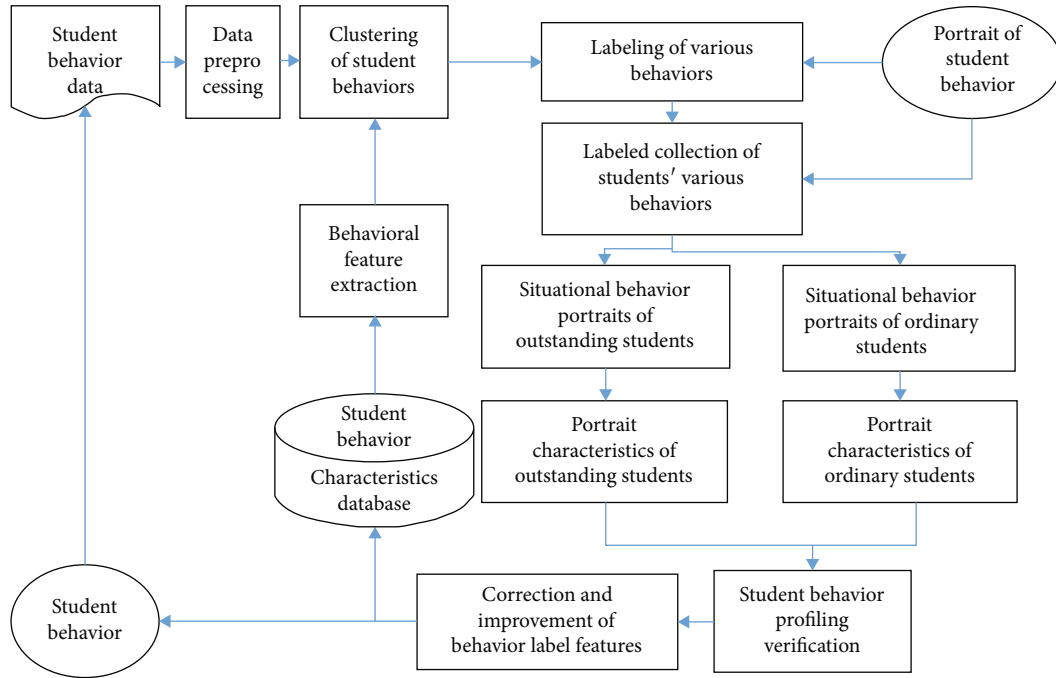 Student
behavior
data
Data
prepro
cessing
Clustering
of student
behaviors
Labeling of various
behaviors
Portrait of
student
behavior
Labeled collection of
students′ various
behaviors
Behavioral
feature
extraction
Situational behavior
portraits of
outstanding students
Situational behavior
portraits of ordinary
students
Student
behavior
Characteristics
database
Portrait
characteristics of
outstanding students
Portrait
characteristics of
ordinary students
Student
behavior
Correction and
improvement of
behavior label features
Student behavior
profiling
verification